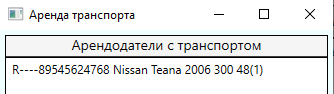 Аренда транспорта
Арендодатели с транспортом
R----89545624768 Nissan Teana 2006 300 48(1)